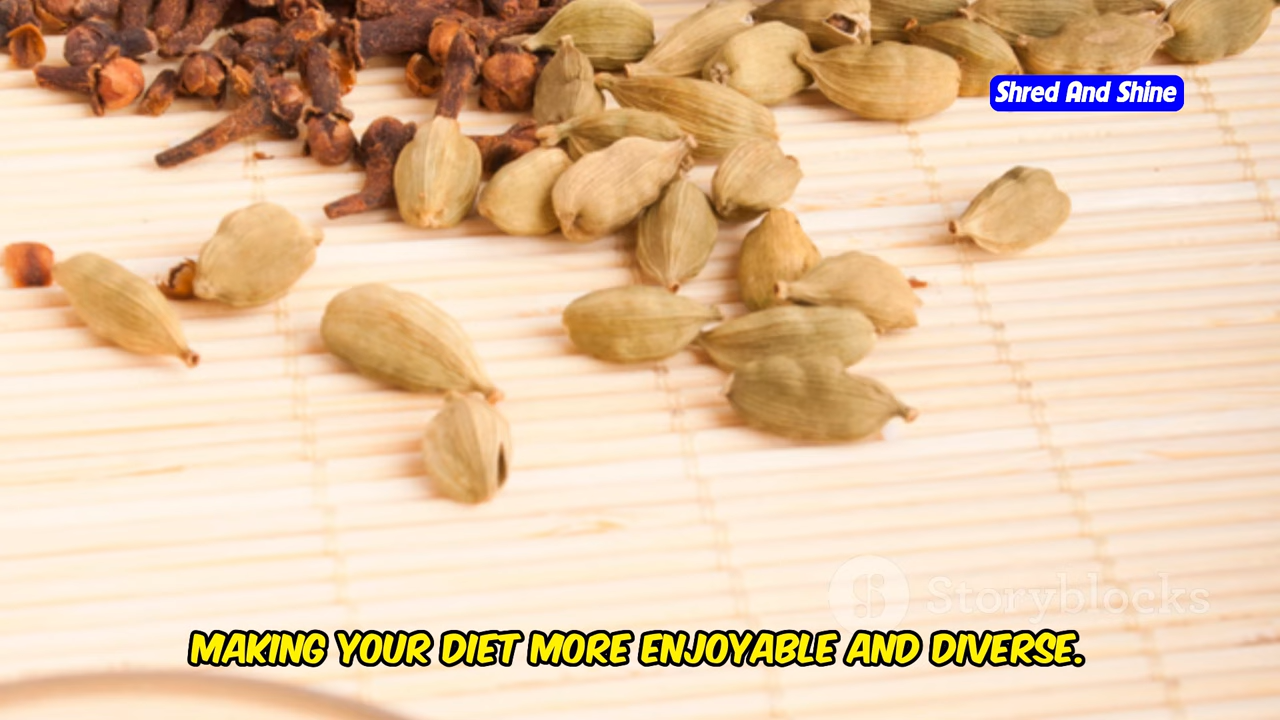 Shred And Shine
Storyblocks
MAKING YOUR DIET MORE ENJOYABLE AND DIVERSE.